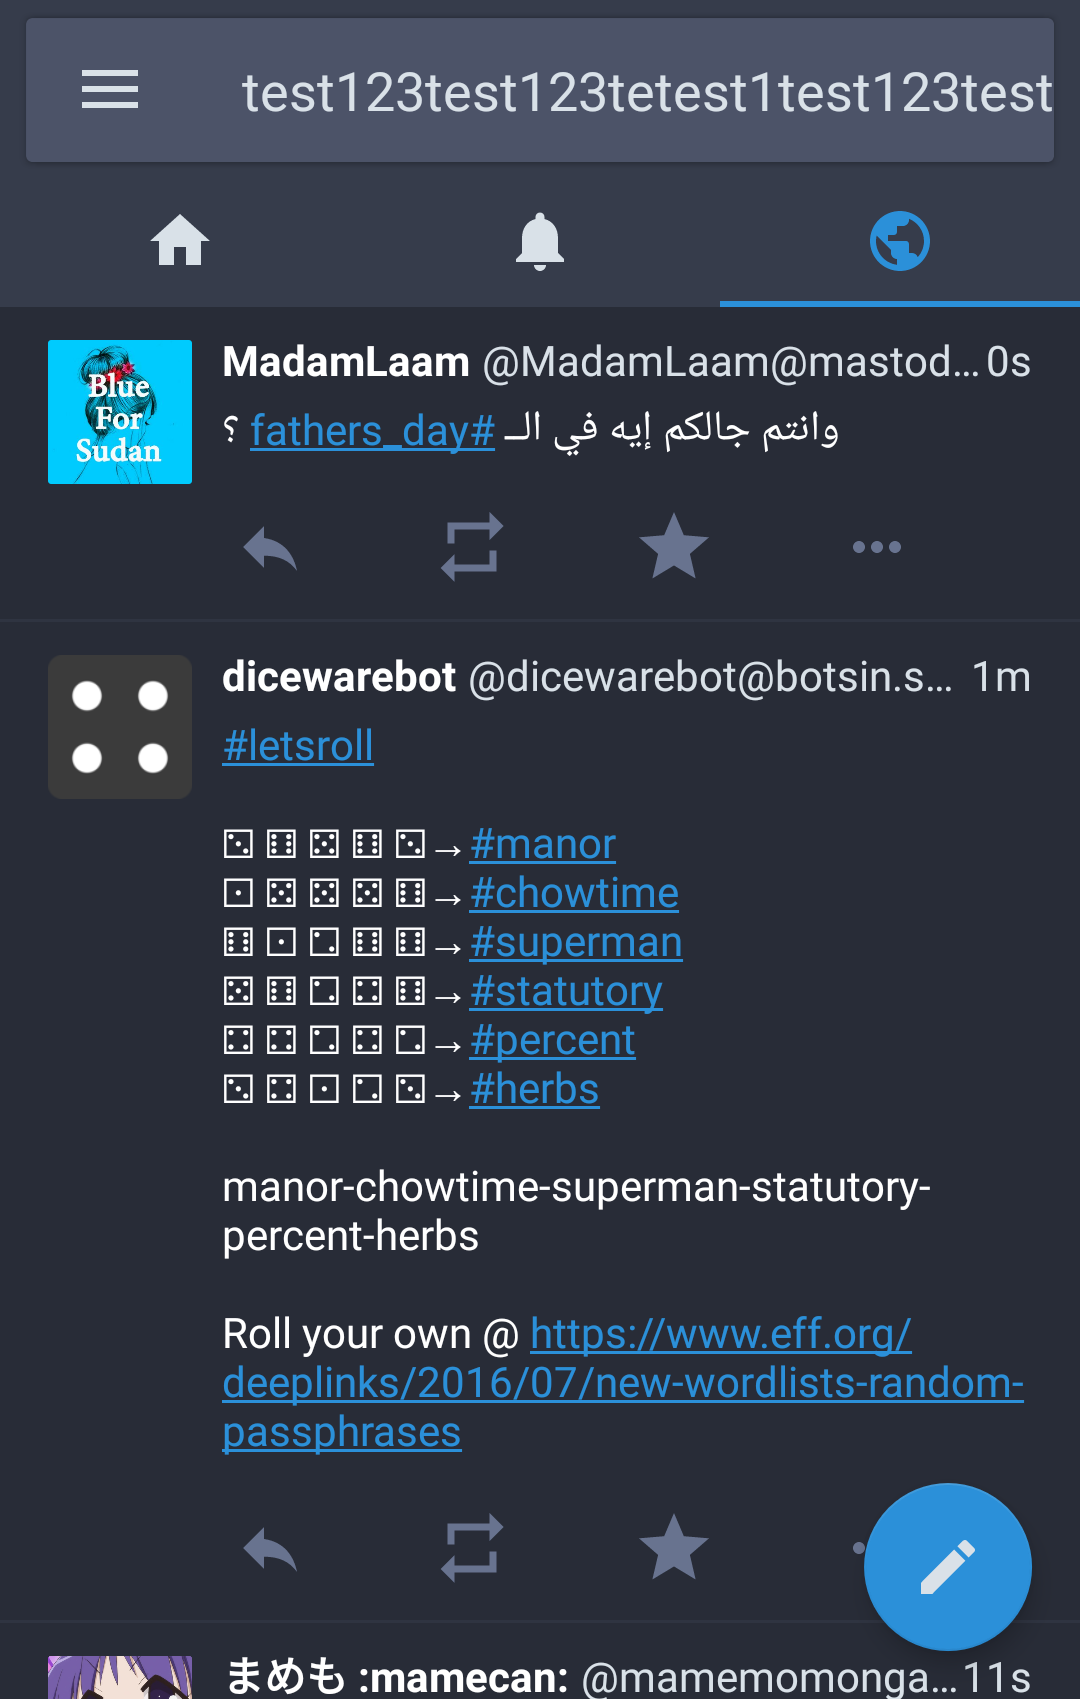 test123test123tetest1test123test
Blue
For
Sudan
MadamLaam @MadamLaam@mastod... 0s
وانتم جالكم إيه في الـ #fathers_day ؟
dicewarebot @dicewarebot@botsin.s... 1m
#letsroll
⚂ ⚅ ⚄ ⚅ ⚂→#manor
⚀ ⚄ ⚄ ⚄ ⚅→#chowtime
⚅ ⚀ ⚁ ⚅ ⚅→#superman
⚄ ⚅ ⚁ ⚃ ⚅→#statutory
⚃ ⚃ ⚁ ⚃ ⚁→#percent
⚂ ⚃ ⚀ ⚁ ⚂→#herbs
manor-chowtime-superman-statutory-
percent-herbs
Roll your own @ https://www.eff.org/
deeplinks/2016/07/new-wordlists-random-
passphrases
まめも :mamecan: @mamemomonga... 11s